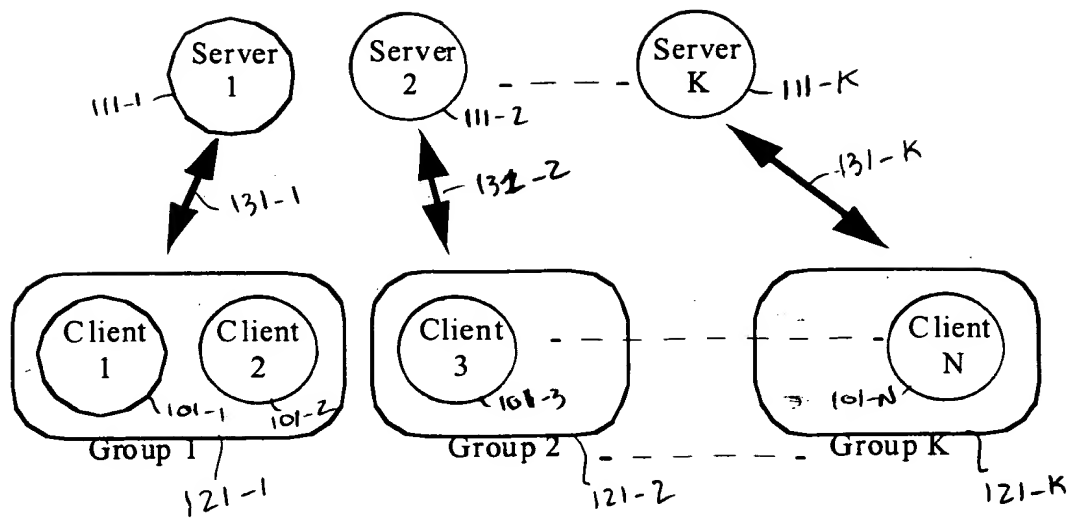 Server
1
Server
2
Server
K
111-1
111-2
111-K
131-1
131-2
131-K
Client
1
Client
2
Client
3
Client
N
101-1
101-2
101-3
101-N
Group 1
Group 2
Group K
121-1
121-2
121-K